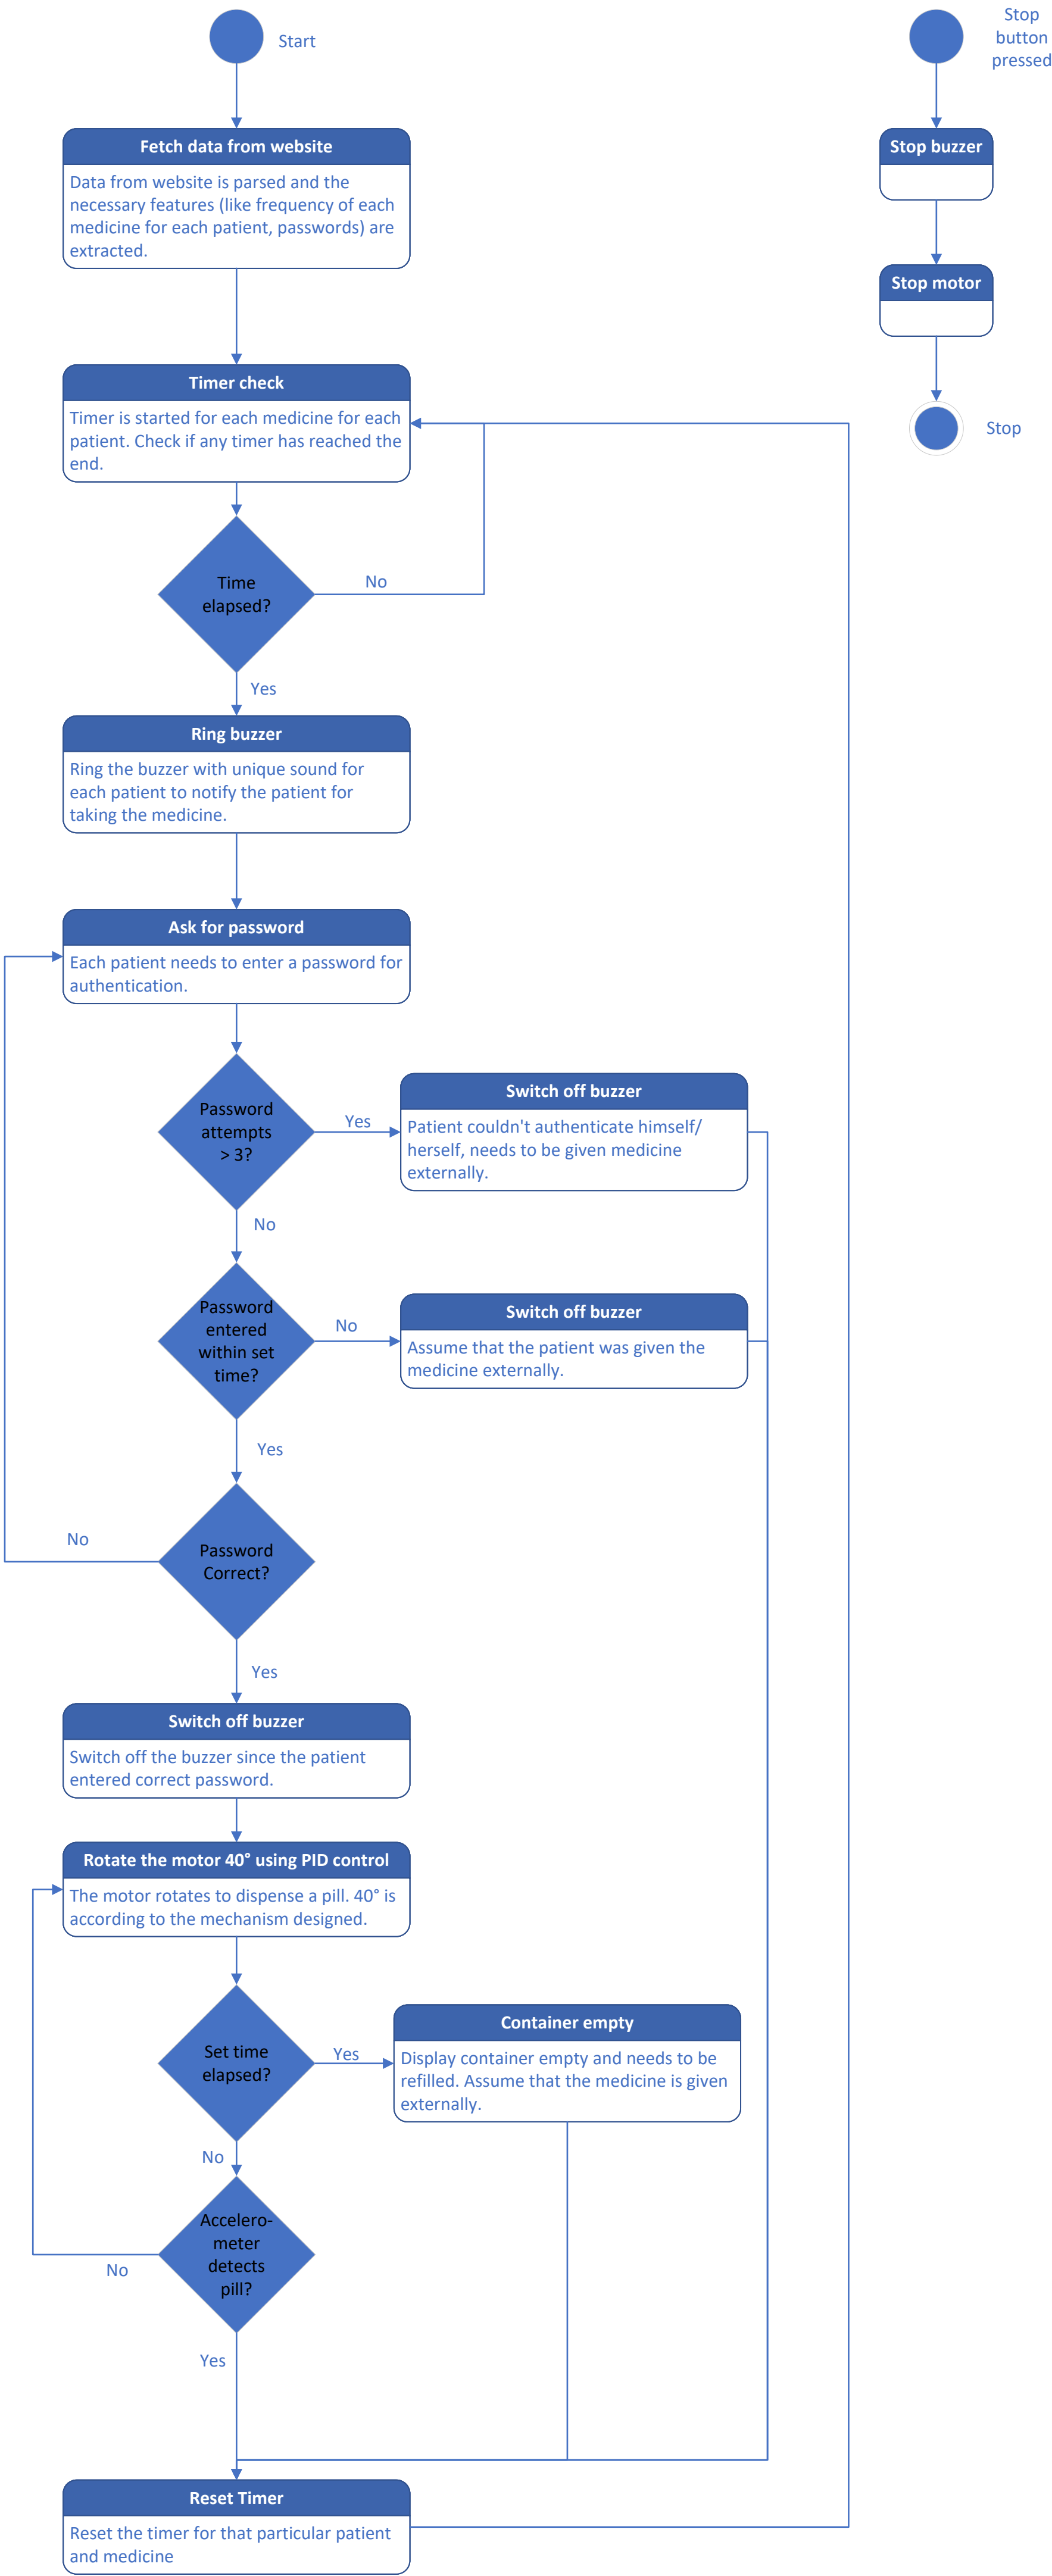 Start
Stop
button
pressed
Fetch data from website
Data from website is parsed and the
necessary features (like frequency of each
medicine for each patient, passwords) are
extracted.
Stop buzzer
Stop motor
Timer check
Timer is started for each medicine for each
patient. Check if any timer has reached the
end.
Stop
Time
elapsed?
No
Yes
Ring buzzer
Ring the buzzer with unique sound for
each patient to notify the patient for
taking the medicine.
Ask for password
Each patient needs to enter a password for
authentication.
Password
attempts
> 3?
Yes
Switch off buzzer
Patient couldn't authenticate himself/
herself, needs to be given medicine
externally.
No
Password
entered
within set
time?
No
Switch off buzzer
Assume that the patient was given the
medicine externally.
Yes
Password
Correct?
No
Yes
Switch off buzzer
Switch off the buzzer since the patient
entered correct password.
Rotate the motor 40° using PID control
The motor rotates to dispense a pill. 40° is
according to the mechanism designed.
Set time
elapsed?
Yes
Container empty
Display container empty and needs to be
refilled. Assume that the medicine is given
externally.
No
Accelero-
meter
detects
pill?
No
Yes
Reset Timer
Reset the timer for that particular patient
and medicine